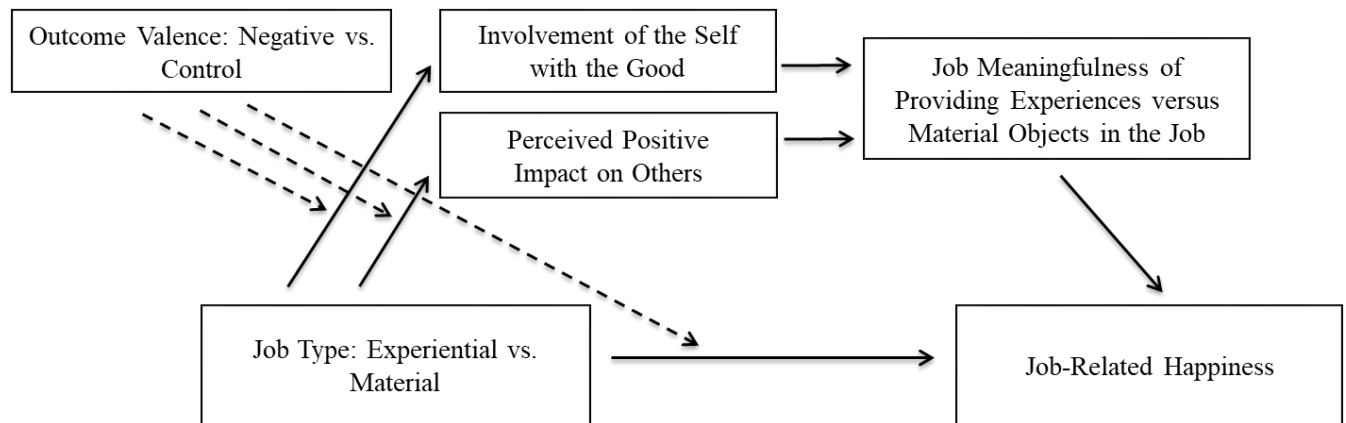 Outcome Valence: Negative vs.
Control
Involvement of the Self
with the Good
Perceived Positive
Impact on Others
Job Meaningfulness of
Providing Experiences versus
Material Objects in the Job
Job Type: Experiential vs.
Material
Job-Related Happiness